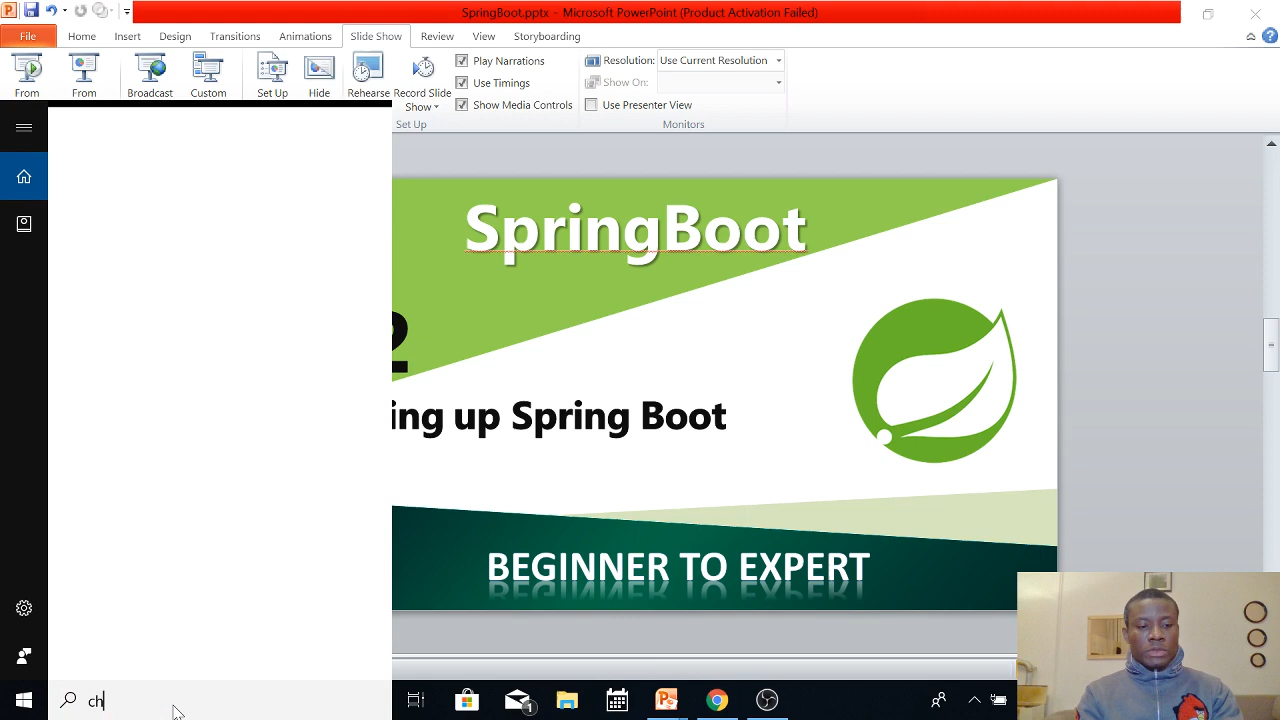 SpringBoot.pptx - Microsoft PowerPoint (Product Activation Failed)
File Home Insert Design Transitions Animations Slide Show Review View Storyboarding
From From Broadcast Custom Set Up Hide Rehearse Record Slide Show
Play Narrations
Use Timings
Show Media Controls
Set Up
Resolution: Use Current Resolution
Show On:
Use Presenter View
Monitors
SpringBoot
2
ing up Spring Boot
BEGINNER TO EXPERT
ch
1